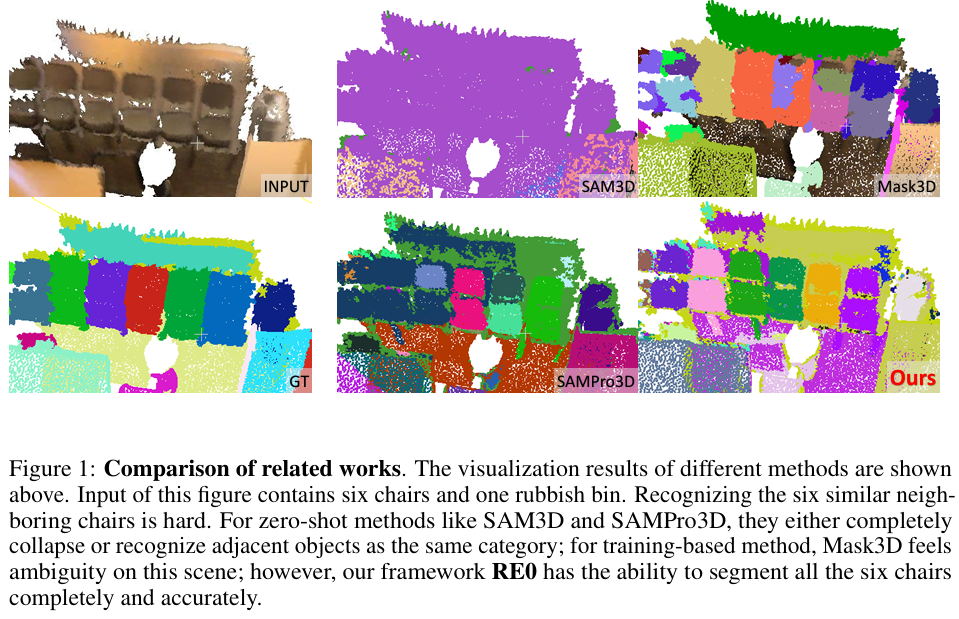 INPUT
SAM3D
Mask3D
GT
SAMPro3D
Ours
Figure 1: Comparison of related works. The visualization results of different methods are shown
above. Input of this figure contains six chairs and one rubbish bin. Recognizing the six similar neigh-
boring chairs is hard. For zero-shot methods like SAM3D and SAMPro3D, they either completely
collapse or recognize adjacent objects as the same category; for training-based method, Mask3D feels
ambiguity on this scene; however, our framework RE0 has the ability to segment all the six chairs
completely and accurately.